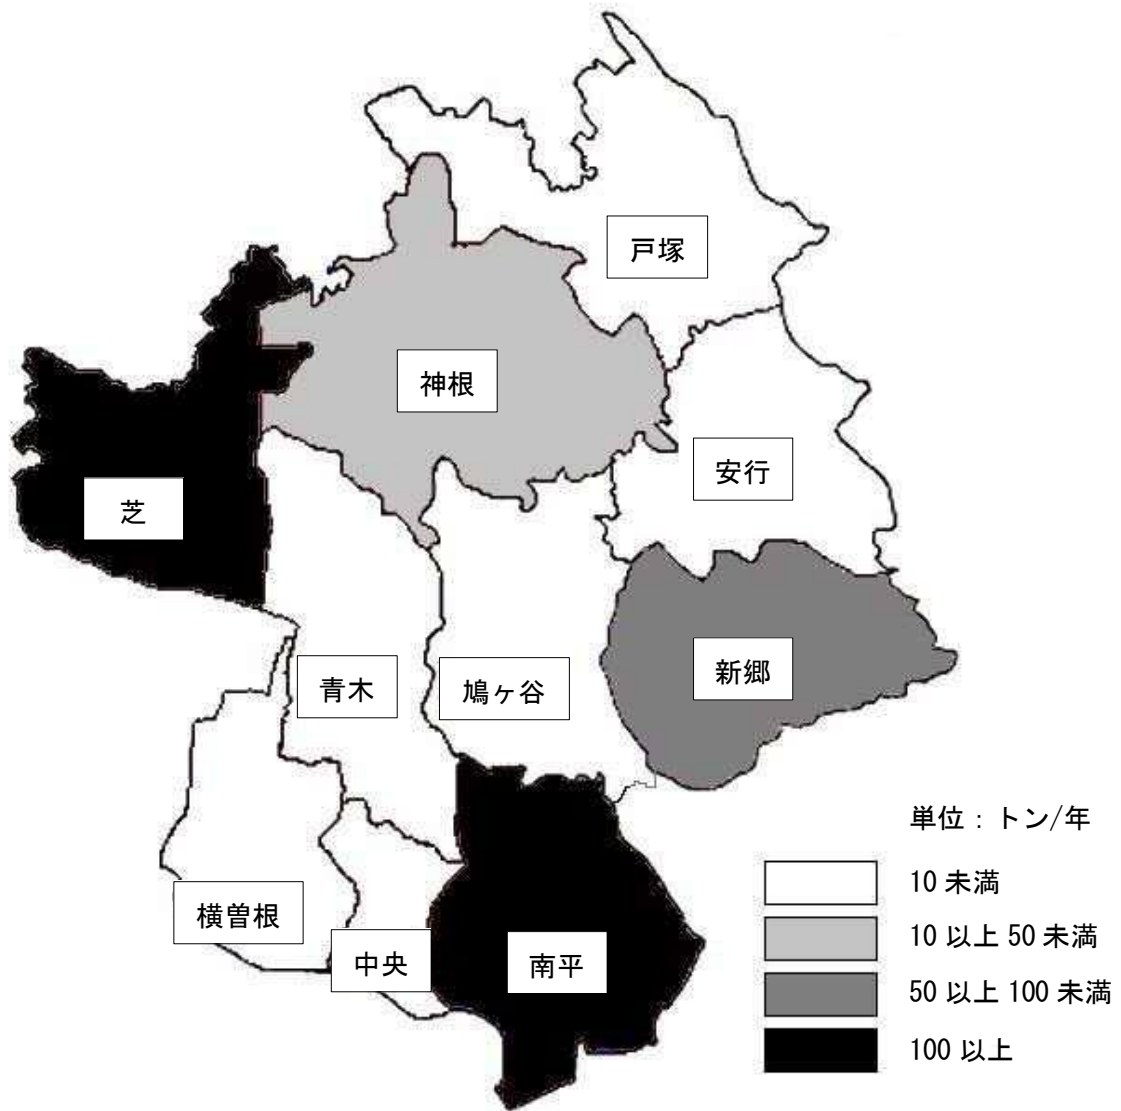 戸塚
神根
安行
芝
新郷
青木
鳩ヶ谷
横曽根
中央
南平
単位：トン/年
10 未満
10 以上 50 未満
50 以上 100 未満
100 以上